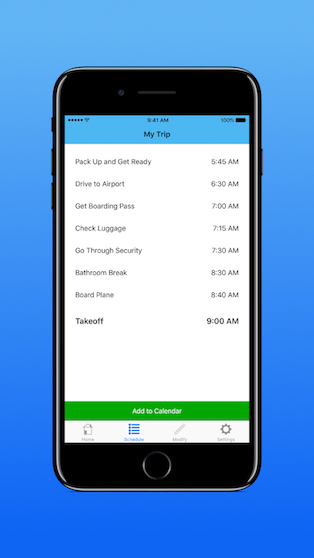 9:41 AM 100%
My Trip
Pack Up and Get Ready 5:45 AM
Drive to Airport 6:30 AM
Get Boarding Pass 7:00 AM
Check Luggage 7:15 AM
Go Through Security 7:30 AM
Bathroom Break 8:30 AM
Board Plane 8:40 AM
Takeoff 9:00 AM
Add to Calendar
Home Schedule Modify Settings